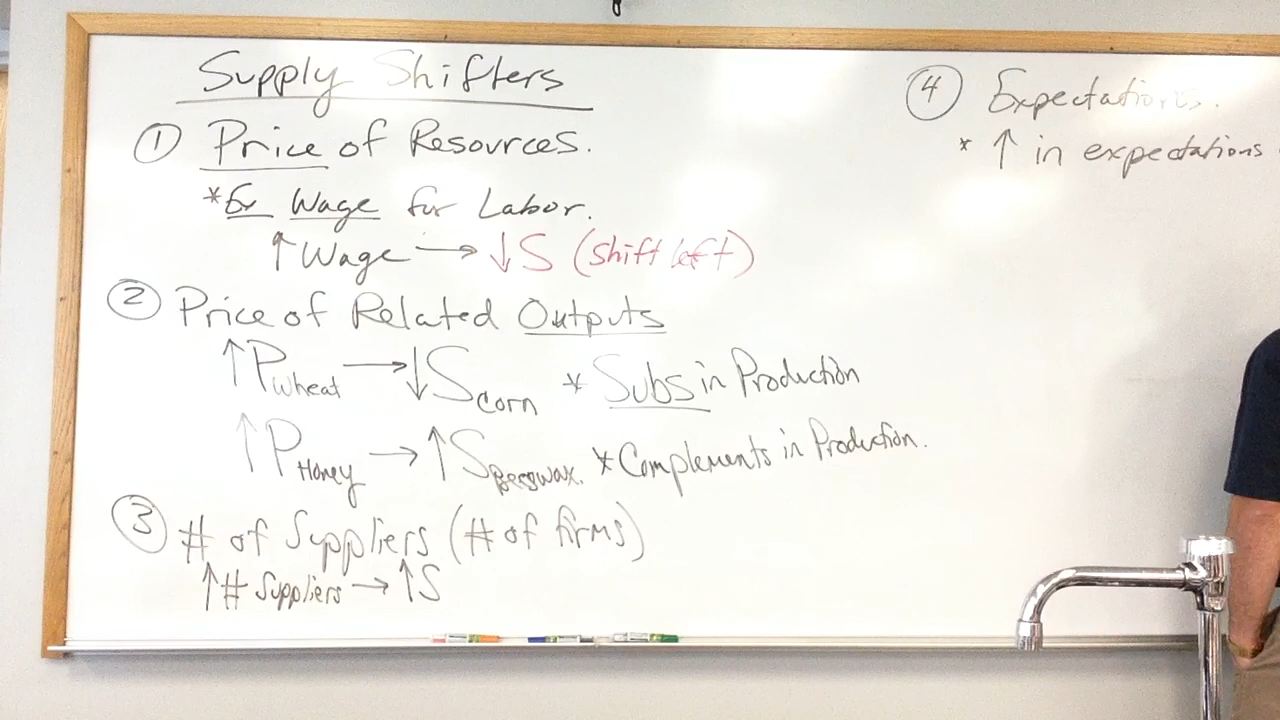 Supply Shifters
① Price of Resources.
*Ex Wage for Labor.
↑ Wage → ↓S (shift left)
② Price of Related Outputs
↑P Wheat → ↓S Corn * Subs in Production
↑P Honey → ↑S Beeswax. * Complements in Production.
③ # of Suppliers (# of firms)
↑# Suppliers → ↑S
④ Expectations.
* ↑ in expectations